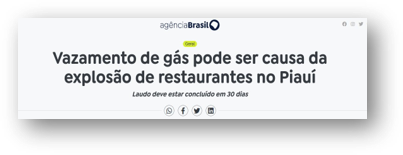 agênciaBrasil
Geral
Vazamento de gás pode ser causa da
explosão de restaurantes no Piauí
Laudo deve estar concluído em 30 dias